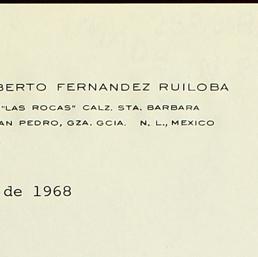 BERTO FERNANDEZ RUILOBA
"LAS ROCAS" CALZ. STA. BARBARA
AN PEDRO, GZA. GCIA. N. L., MEXICO
de 1968